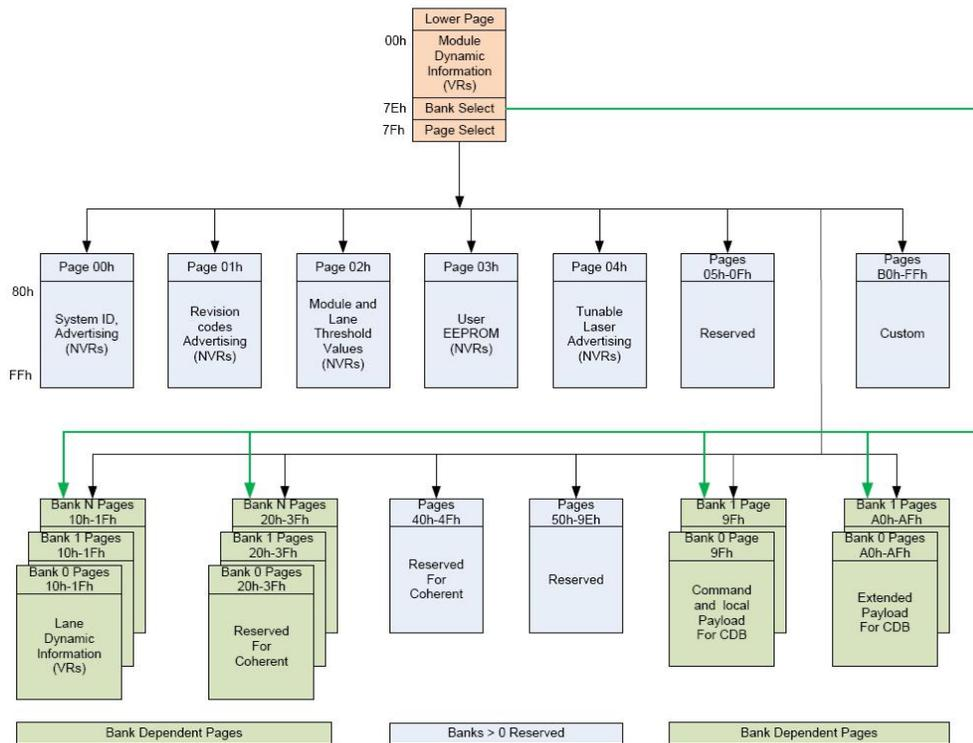 Lower Page
00h
Module
Dynamic
Information
(VRs)
7Eh
Bank Select
7Fh
Page Select
Page 00h
Page 01h
Page 02h
Page 03h
Page 04h
Pages
05h-0Fh
Pages
B0h-FFh
80h
System ID,
Advertising
(NVRs)
Revision
codes
Advertising
(NVRs)
Module and
Lane
Threshold
Values
(NVRs)
User
EEPROM
(NVRs)
Tunable
Laser
Advertising
(NVRs)
Reserved
Custom
FFh
Bank N Pages
10h-1Fh
Bank 1 Pages
10h-1Fh
Bank 0 Pages
10h-1Fh
Lane
Dynamic
Information
(VRs)
Bank N Pages
20h-3Fh
Bank 1 Pages
20h-3Fh
Bank 0 Pages
20h-3Fh
Reserved
For
Coherent
Pages
40h-4Fh
Reserved
For
Coherent
Pages
50h-9Eh
Reserved
Bank 1 Page
9Fh
Bank 0 Page
9Fh
Command
and local
Payload
For CDB
Bank 1 Pages
A0h-AFh
Bank 0 Pages
A0h-AFh
Extended
Payload
For CDB
Bank Dependent Pages
Banks > 0 Reserved
Bank Dependent Pages